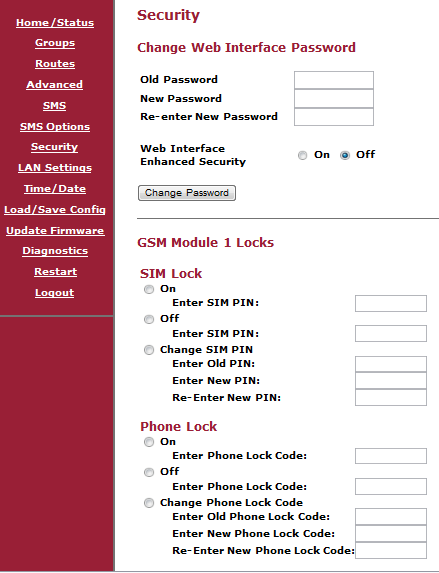 Home/Status
Groups
Routes
Advanced
SMS
SMS Options
Security
LAN Settings
Time/Date
Load/Save Config
Update Firmware
Diagnostics
Restart
Logout
Security
Change Web Interface Password
Old Password
New Password
Re-enter New Password
Web Interface
Enhanced Security
On Off
Change Password
GSM Module 1 Locks
SIM Lock
On
Enter SIM PIN:
Off
Enter SIM PIN:
Change SIM PIN
Enter Old PIN:
Enter New PIN:
Re-Enter New PIN:
Phone Lock
On
Enter Phone Lock Code:
Off
Enter Phone Lock Code:
Change Phone Lock Code
Enter Old Phone Lock Code:
Enter New Phone Lock Code:
Re-Enter New Phone Lock Code: